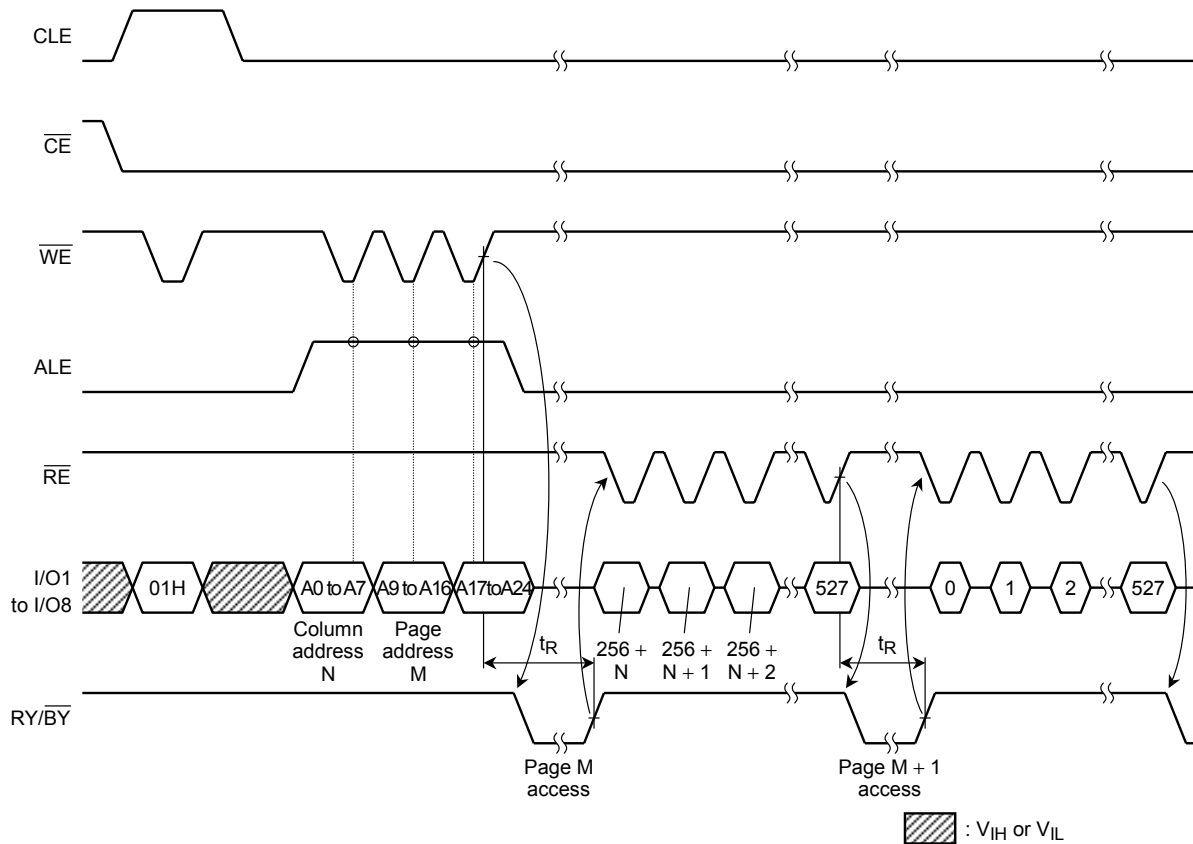 CLE
CE
WE
ALE
RE
I/O1
to I/O8
01H
A0 to A7
A9 to A16
A17 to A24
527
0
1
2
527
Column
address
N
Page
address
M
tR
256 +
N
256 +
N + 1
256 +
N + 2
tR
RY/BY
Page M
access
Page M + 1
access
: VIH or VIL